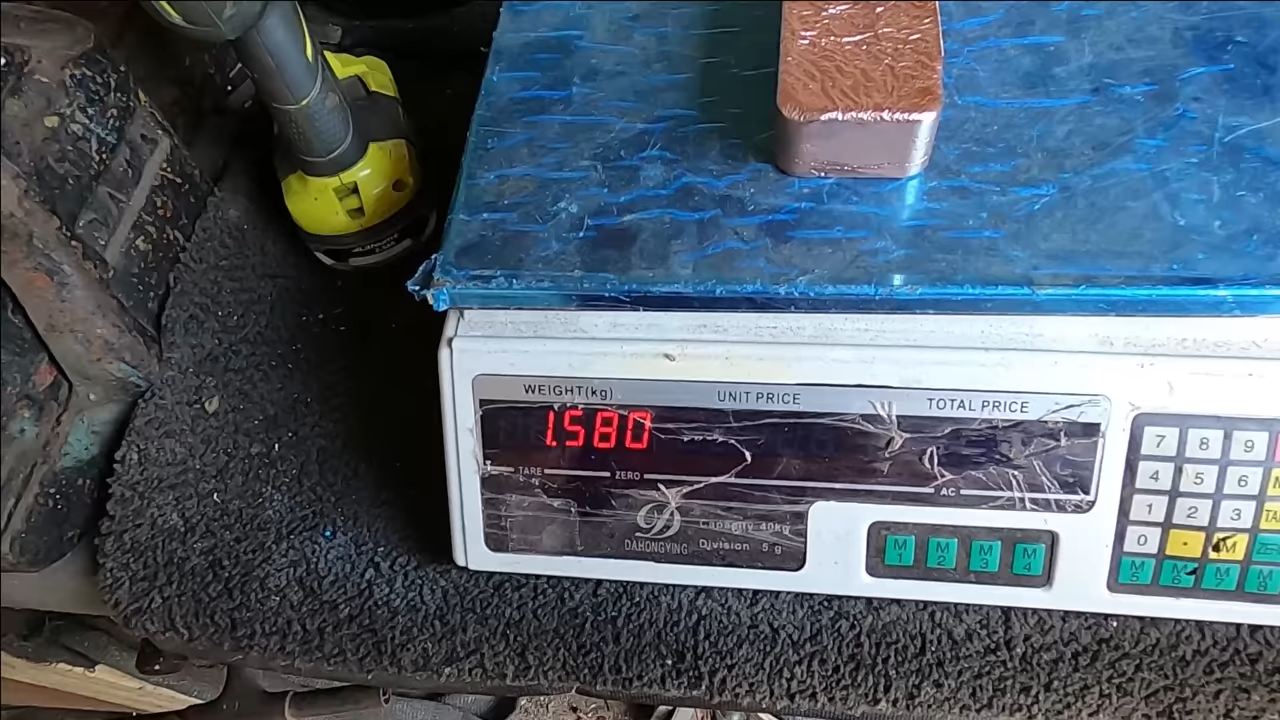 WEIGHT(kg) UNIT PRICE TOTAL PRICE
1.580
TARE ZERO AC
DAHONGYING
Capacity 40kg
Division 5 g
7 8 9
4 5 6
1 2 3
0 . M
M1 M2 M3 M4
M5 M6 M7 M8